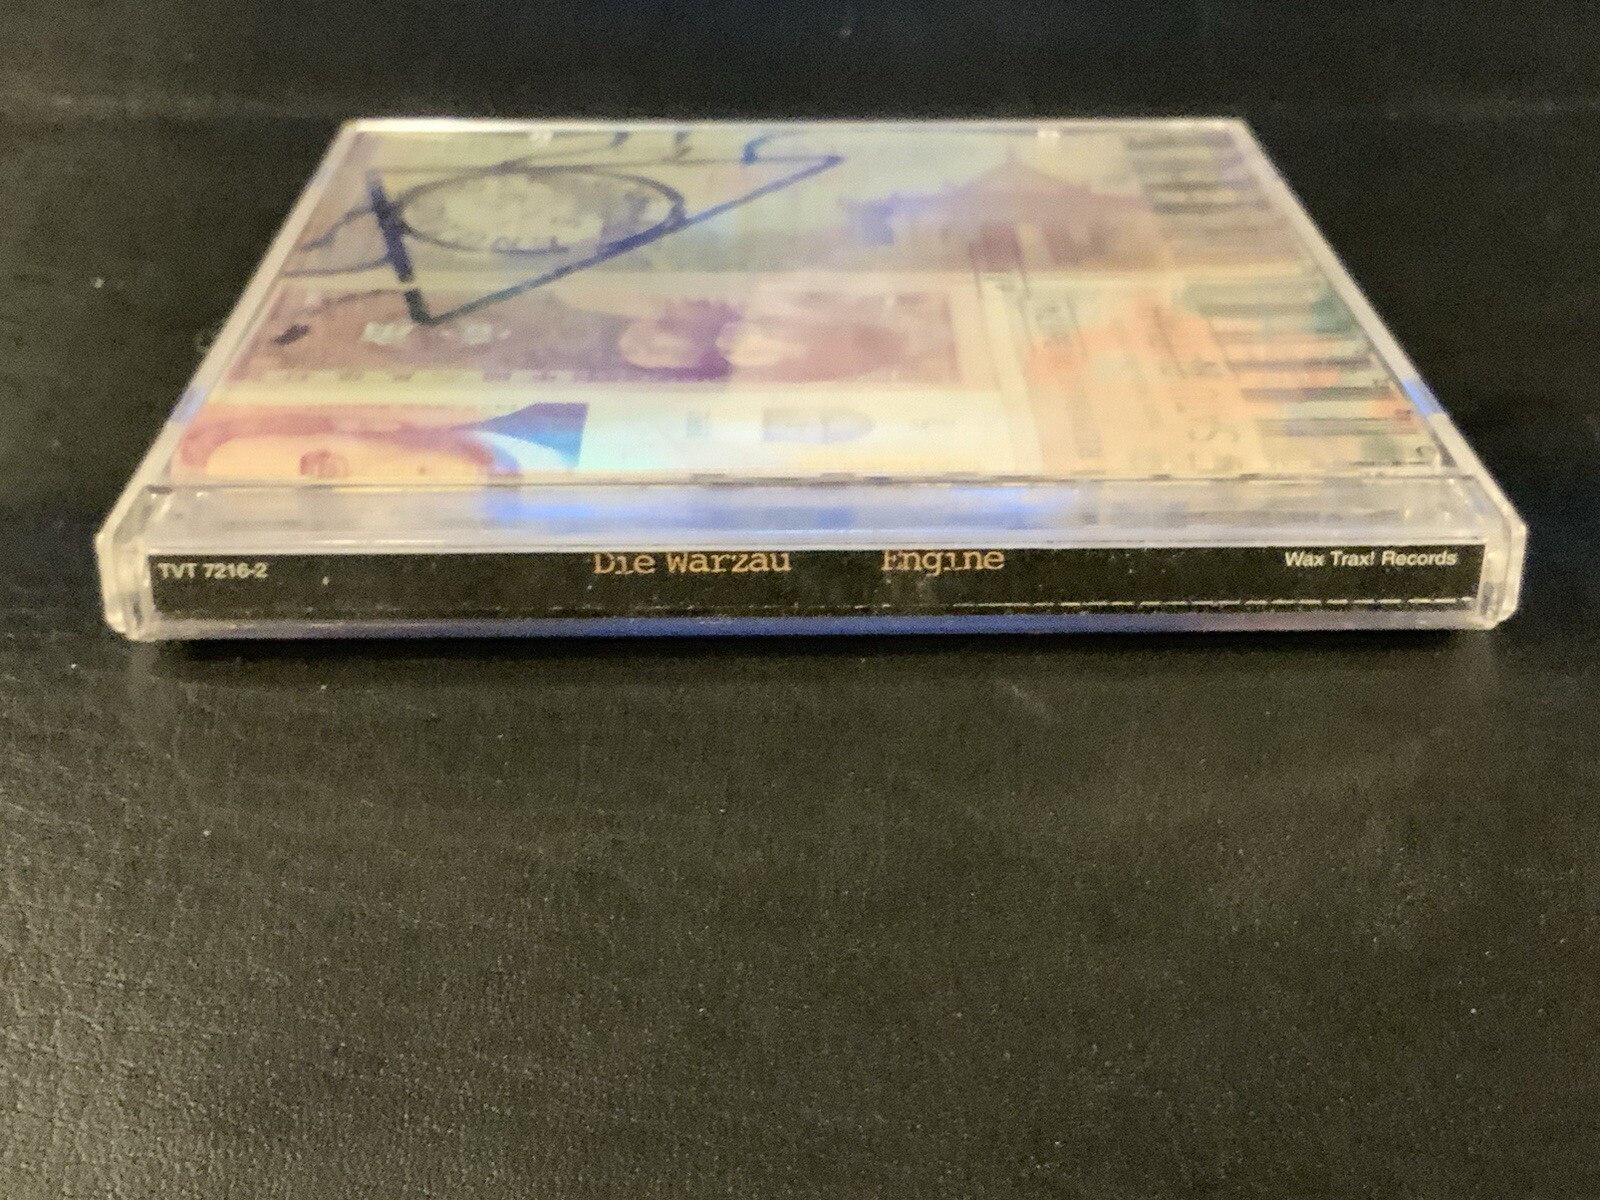 TVT 7216-2 Die Warzau Engine Wax Trax! Records